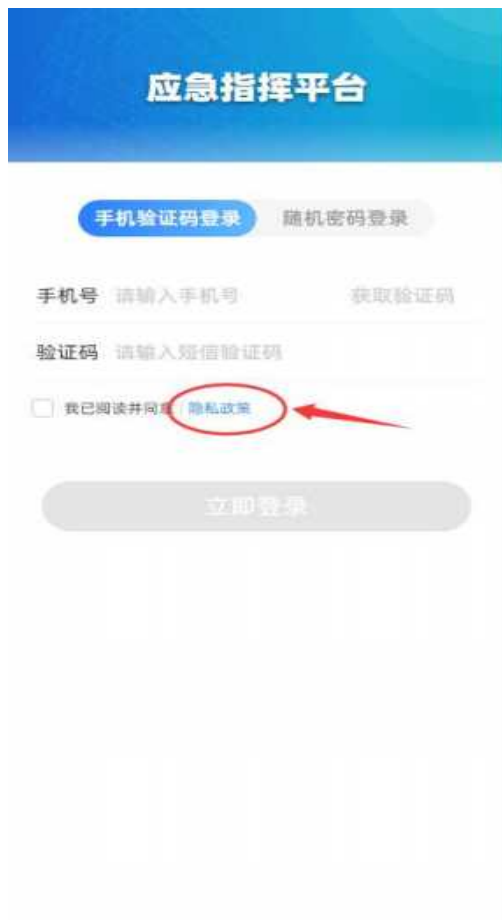 应急指挥平台
手机验证码登录 随机密码登录
手机号 请输入手机号 获取验证码
验证码 请输入短信验证码
我已阅读并同意 隐私政策
立即登录